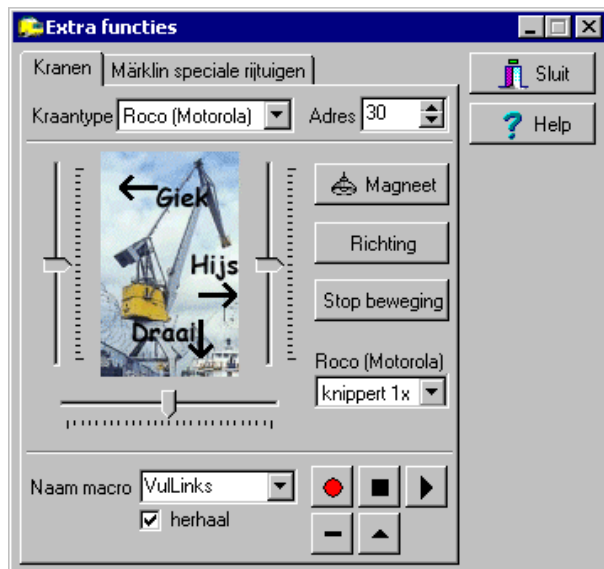 Extra functies
Kranen
Märklin speciale rijtuigen
Sluit
Help
Kraantype
Roco (Motorola)
Adres
30
Giek
Hijs
Draai
Magneet
Richting
Stop beweging
Roco (Motorola)
knippert 1x
Naam macro
VulLinks
herhaal